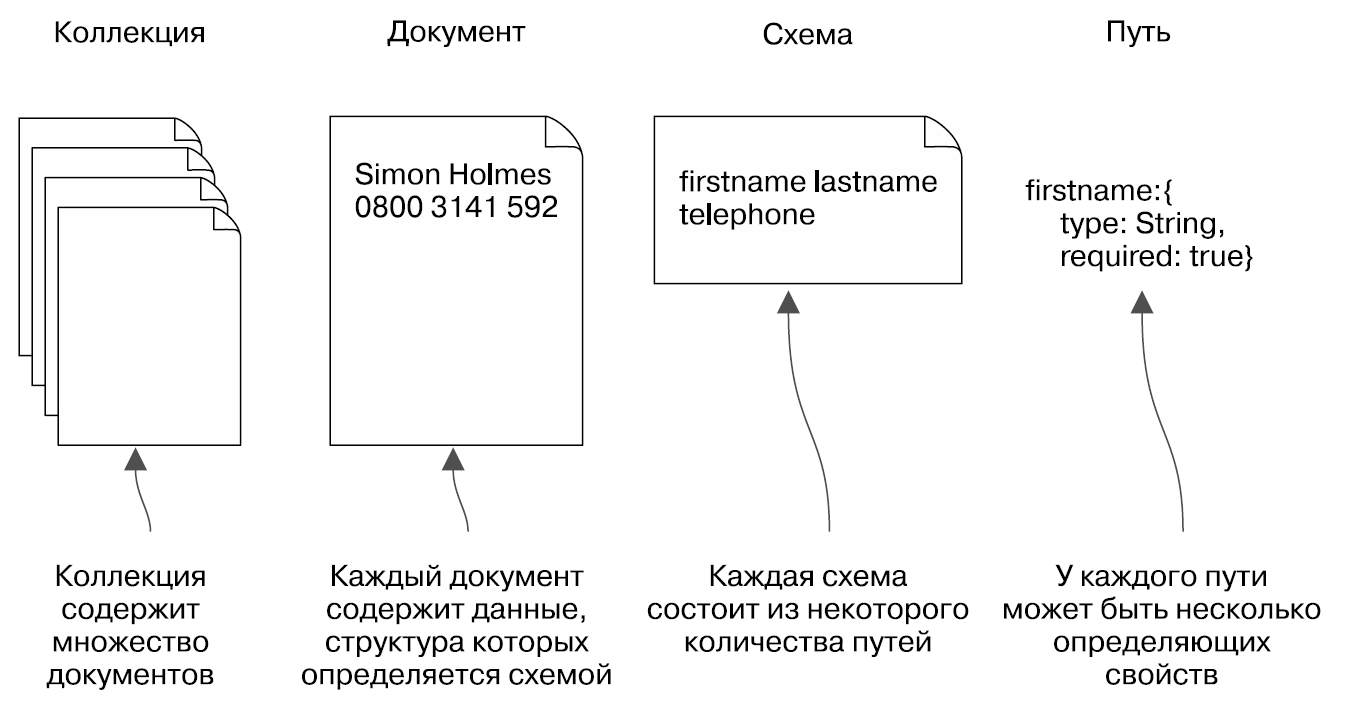 Коллекция
Документ
Схема
Путь
Simon Holmes
0800 3141 592
firstname lastname
telephone
firstname:{
type: String,
required: true}
Коллекция
содержит
множество
документов
Каждый документ
содержит данные,
структура которых
определяется схемой
Каждая схема
состоит из некоторого
количества путей
У каждого пути
может быть несколько
определяющих
свойств